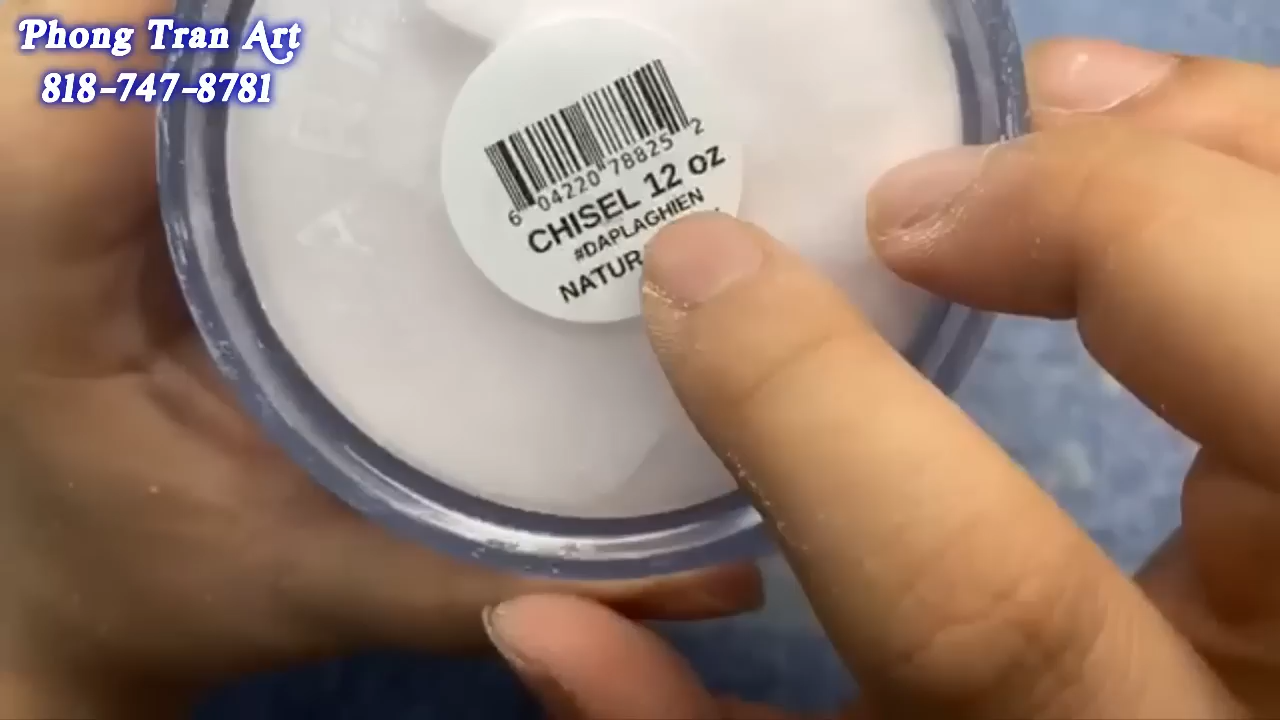 Phong Tran Art
818-747-8781
6 04220 78825 2
CHISEL 12 oz
#DAPLAGHIEN